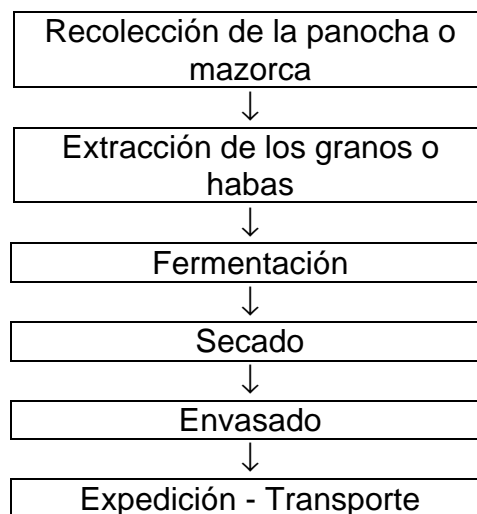 Recolección de la panocha o
mazorca
↓
Extracción de los granos o
habas
↓
Fermentación
↓
Secado
↓
Envasado
↓
Expedición - Transporte